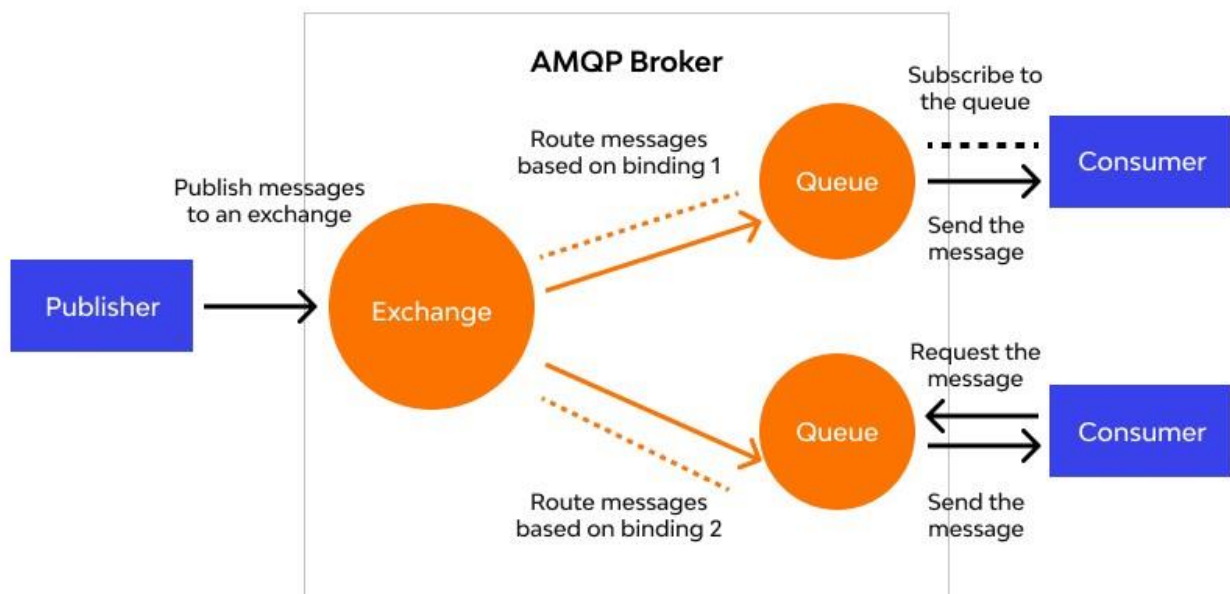 AMQP Broker
Subscribe to
the queue
Route messages
based on binding 1
Queue
Consumer
Publish messages
to an exchange
Send the
message
Publisher
Exchange
Request the
message
Queue
Consumer
Route messages
based on binding 2
Send the
message